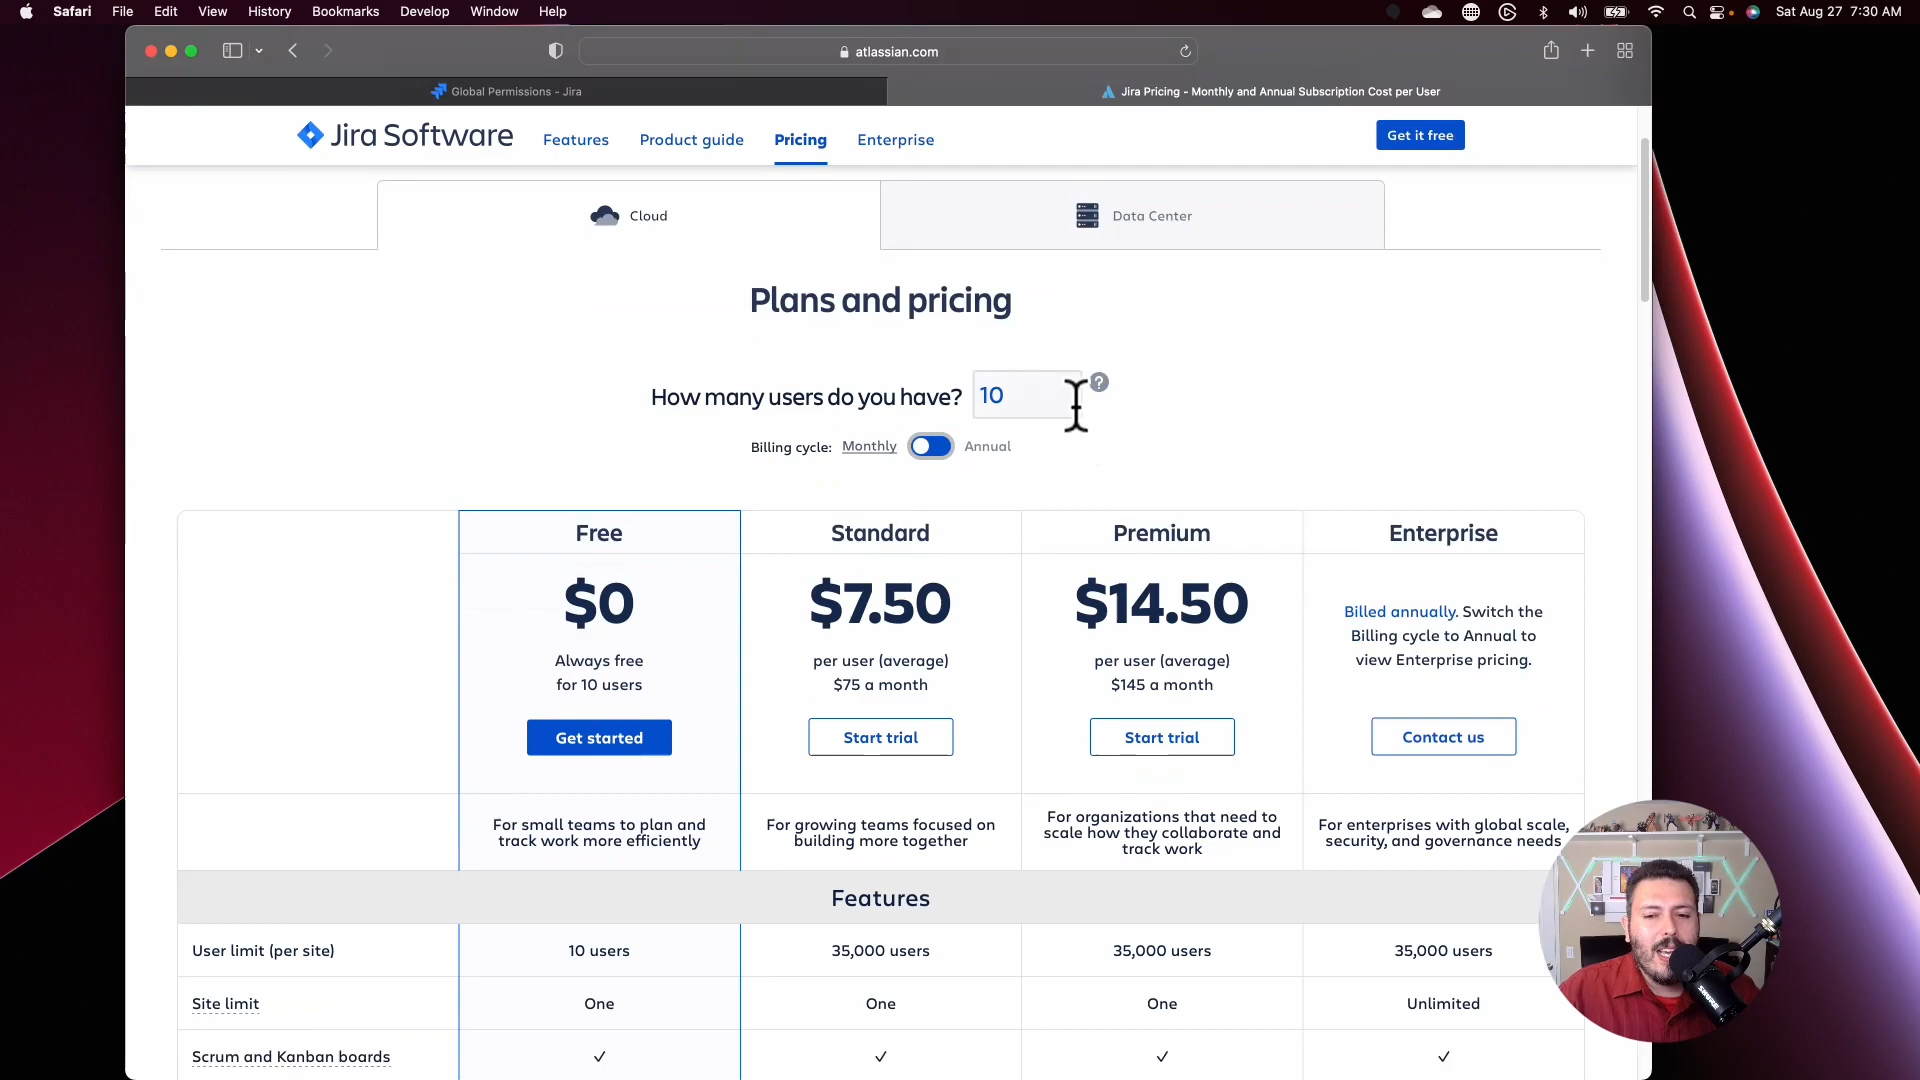 Safari File Edit View History Bookmarks Develop Window Help
Sat Aug 27 7:30 AM
atlassian.com
Global Permissions - Jira
Jira Pricing - Monthly and Annual Subscription Cost per User
Jira Software Features Product guide Pricing Enterprise
Get it free
Cloud
Data Center
Plans and pricing
How many users do you have? 10 ?
Billing cycle: Monthly Annual
Free Standard Premium Enterprise
$0 $7.50 $14.50
Billed annually. Switch the
Billing cycle to Annual to
view Enterprise pricing.
Always free per user (average) per user (average)
for 10 users $75 a month $145 a month
Get started Start trial Start trial Contact us
For small teams to plan and
track work more efficiently
For growing teams focused on
building more together
For organizations that need to
scale how they collaborate and
track work
For enterprises with global scale,
security, and governance needs
Features
User limit (per site) 10 users 35,000 users 35,000 users 35,000 users
Site limit One One One Unlimited
Scrum and Kanban boards ✓ ✓ ✓ ✓
SHURE